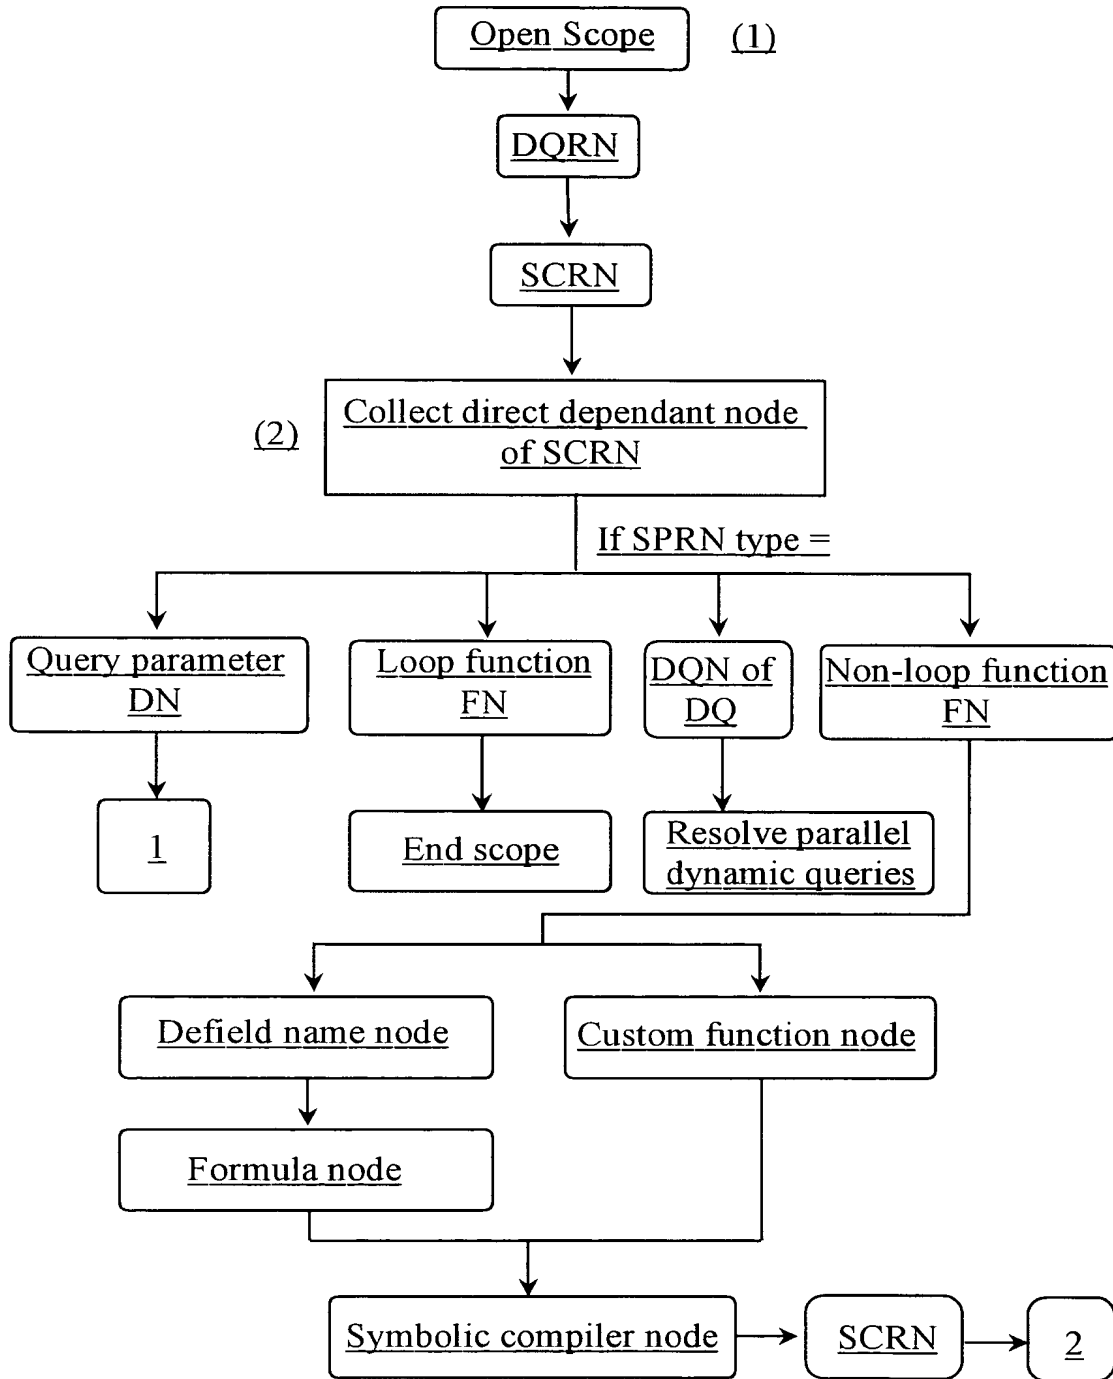 Open Scope
(1)
DQRN
SCRN
(2)
Collect direct dependant node
of SCRN
If SPRN type =
Query parameter
DN
Loop function
FN
DQN of
DQ
Non-loop function
FN
1
End scope
Resolve parallel
dynamic queries
Defield name node
Custom function node
Formula node
Symbolic compiler node
SCRN
2